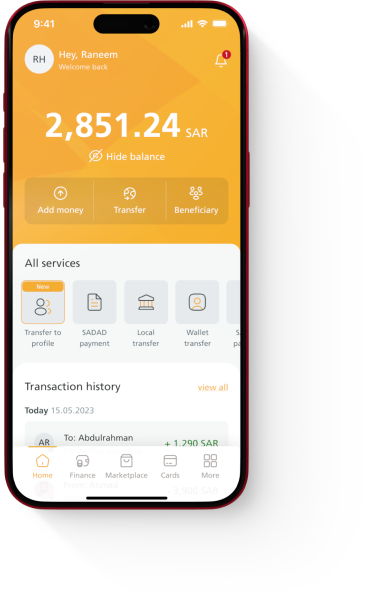 9:41
RH
Hey, Raneem
Welcome back
1
2,851.24 SAR
Hide balance
Add money
Transfer
Beneficiary
All services
New
Transfer to profile
SADAD payment
Local transfer
Wallet transfer
Transaction history
view all
Today 15.05.2023
AR
To: Abdulrahman
+ 1,290 SAR
Home
Finance
Marketplace
Cards
More